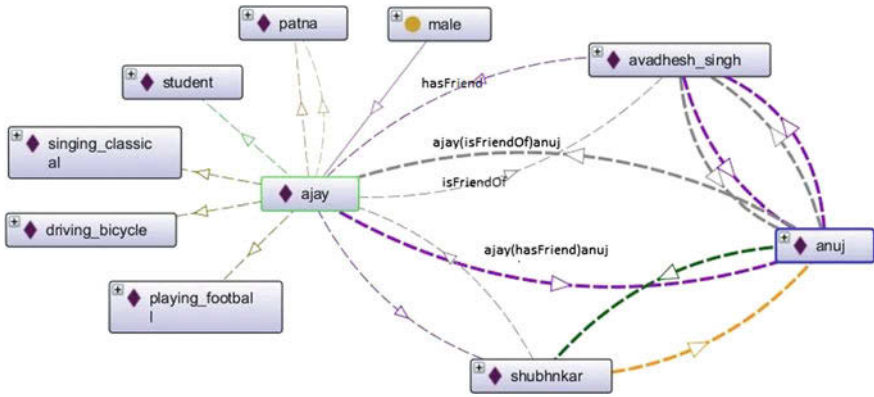 patna
male
avadhesh_singh
student
hasFriend
singing_classic
al
ajay(isFriendOf)anuj
isFriendOf
ajay
driving_bicycle
anuj
ajay(hasFriend)anuj
playing_footbal
l
shubhnkar